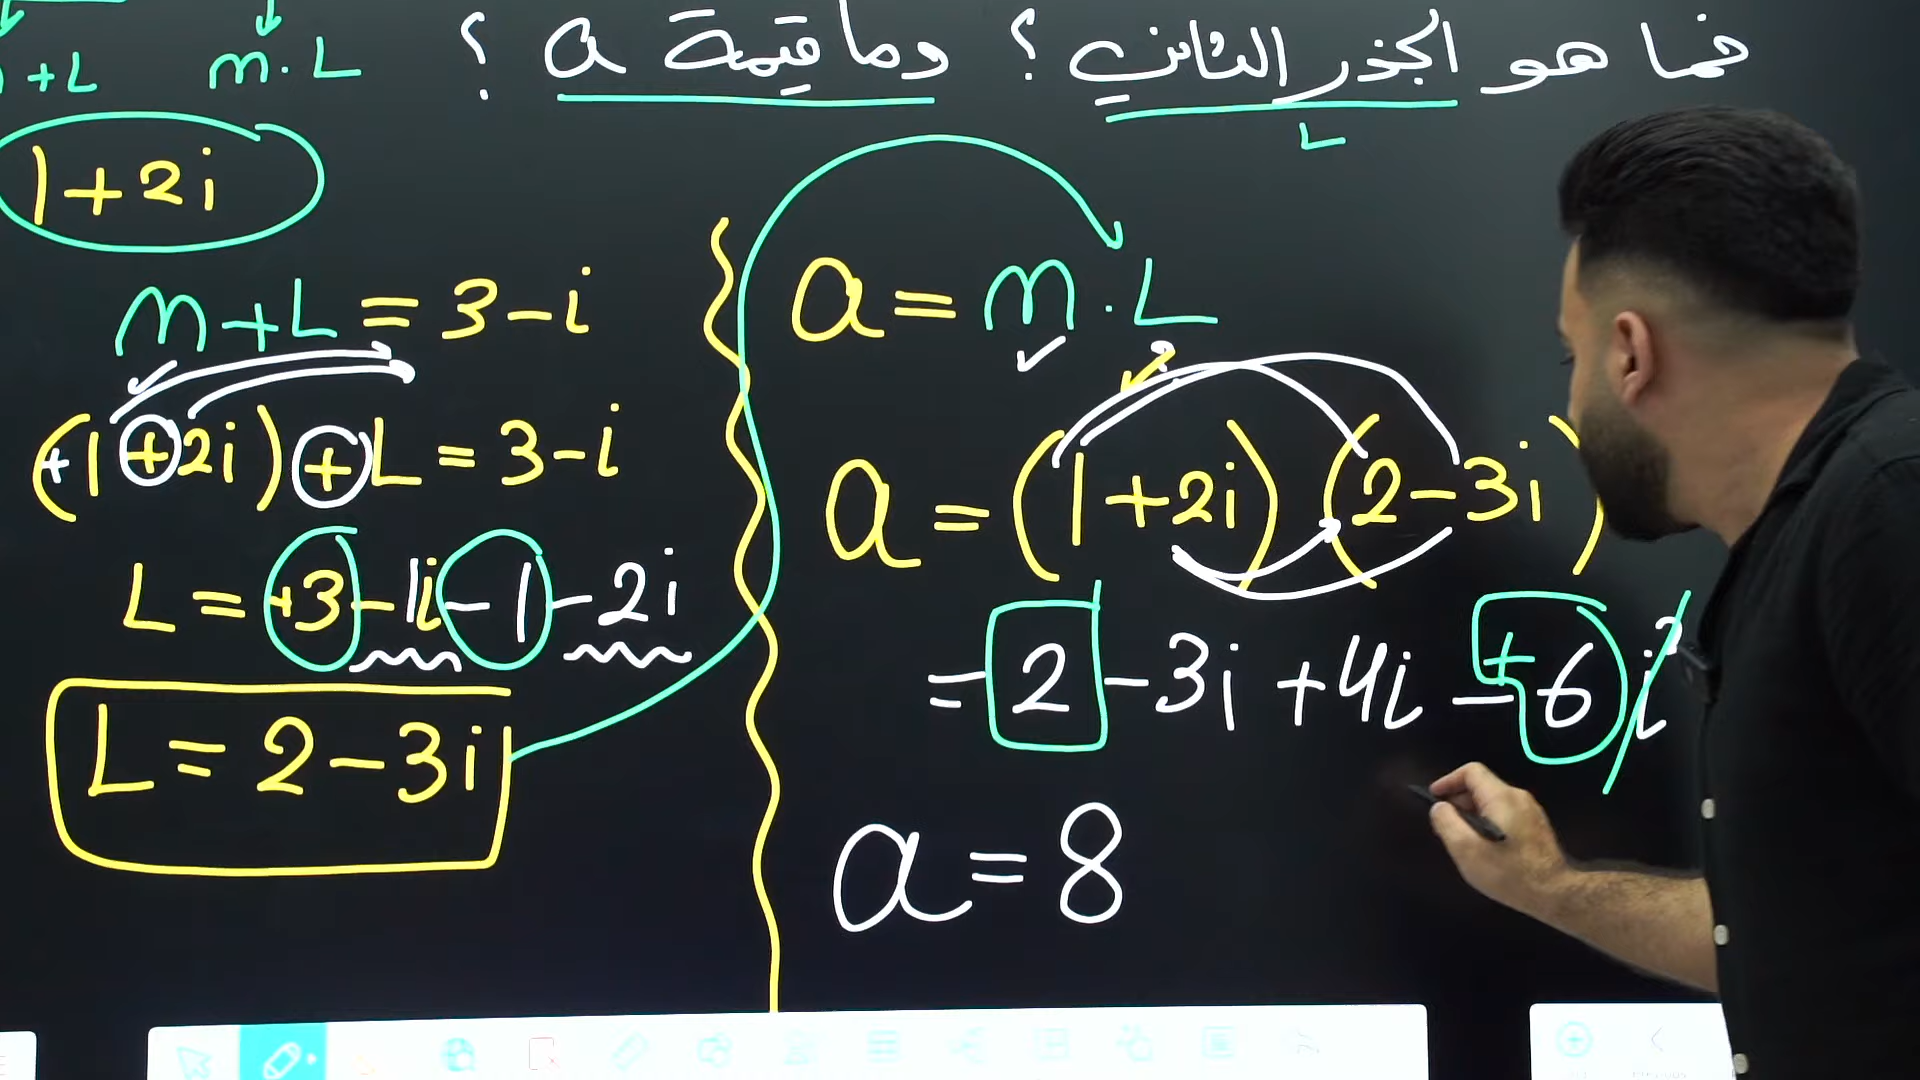 +L m . L
فما هو الجذر الثاني ؟ وما قيمة a ؟
L
1+2i
m+L = 3-i
(+1+2i)+L = 3-i
L = +3-1i-1-2i
L = 2-3i
a = m . L
a = (1+2i) (2-3i)
= 2-3i+4i-+6i²
a = 8